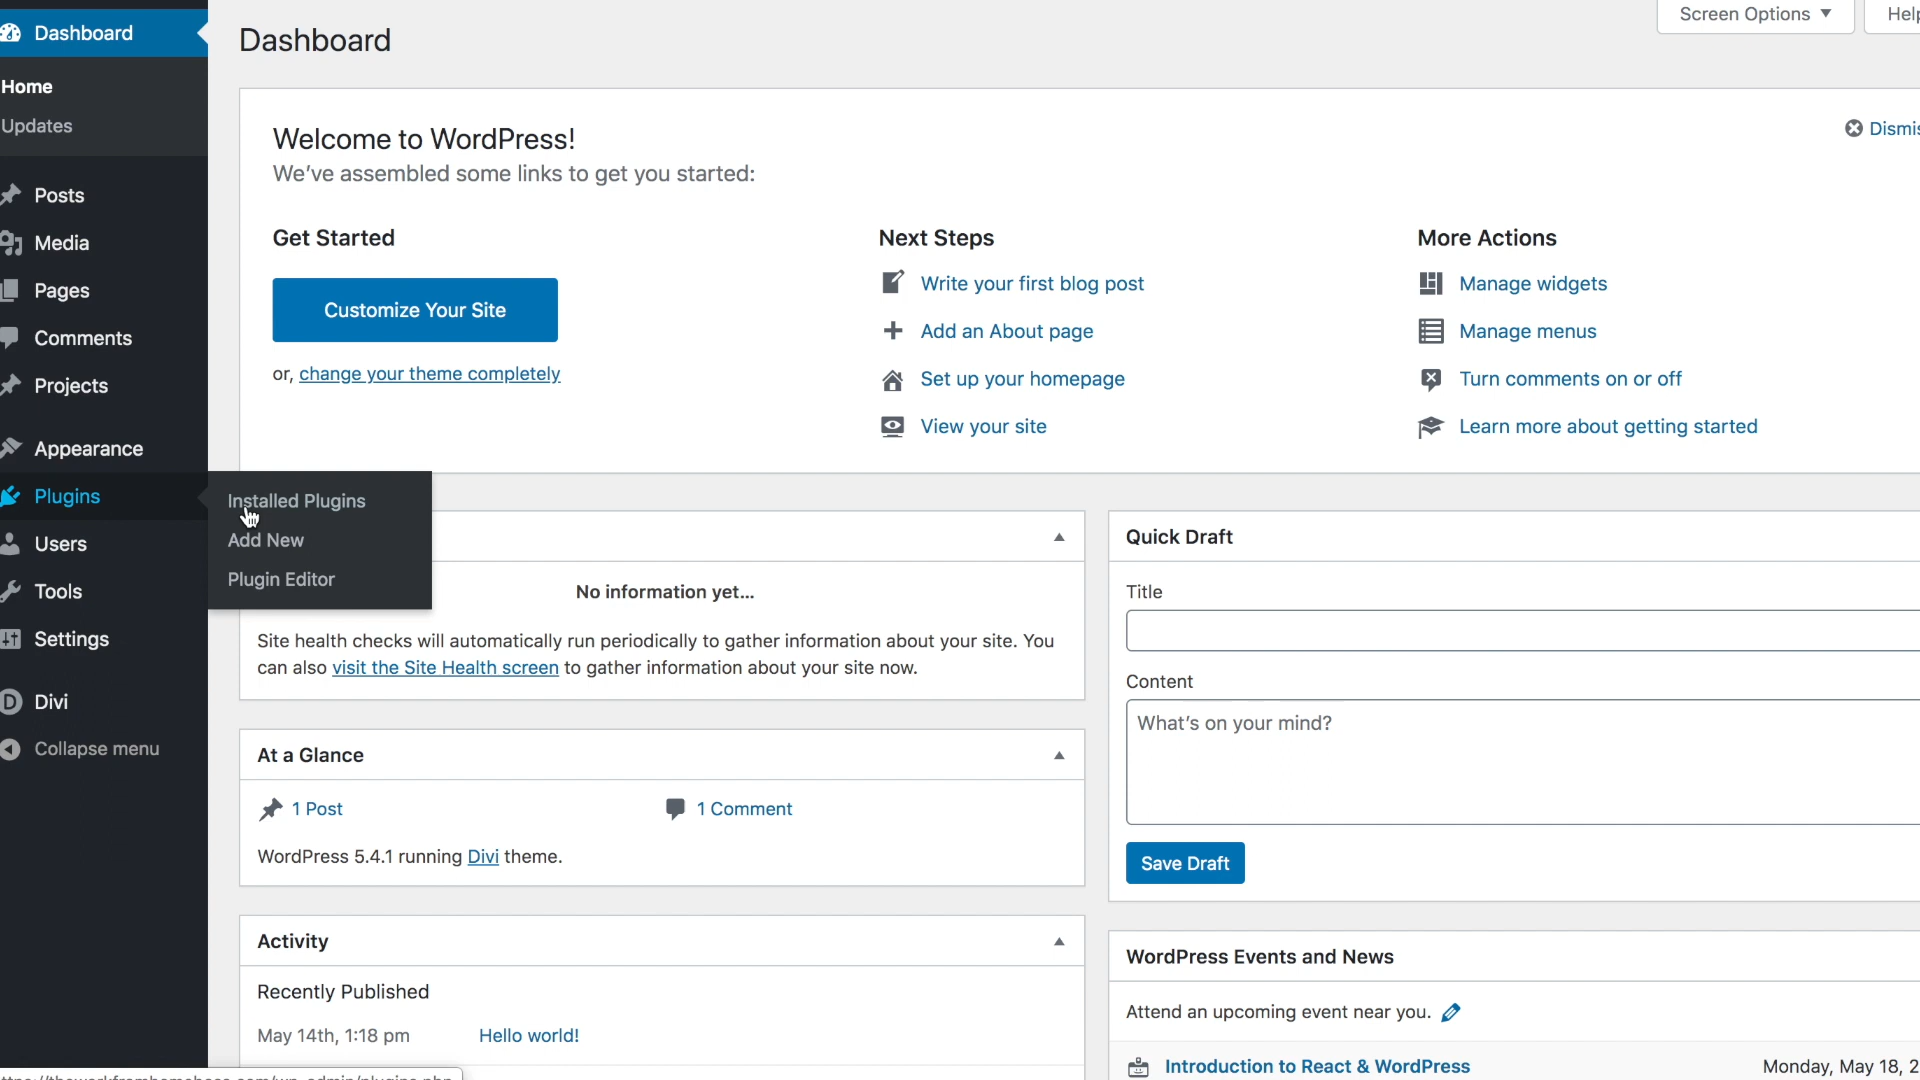 Dashboard
Home
Updates
Posts
Media
Pages
Comments
Projects
Appearance
Plugins
Users
Tools
Settings
Divi
Collapse menu
Installed Plugins
Add New
Plugin Editor
Dashboard
Screen Options
Welcome to WordPress!
We've assembled some links to get you started:
Get Started
Customize Your Site
or, change your theme completely
Next Steps
Write your first blog post
Add an About page
Set up your homepage
View your site
More Actions
Manage widgets
Manage menus
Turn comments on or off
Learn more about getting started
No information yet...
Site health checks will automatically run periodically to gather information about your site. You
can also visit the Site Health screen to gather information about your site now.
At a Glance
1 Post
1 Comment
WordPress 5.4.1 running Divi theme.
Activity
Recently Published
May 14th, 1:18 pm Hello world!
Quick Draft
Title
Content
What's on your mind?
Save Draft
WordPress Events and News
Attend an upcoming event near you.
Introduction to React & WordPress
Monday, May 18,